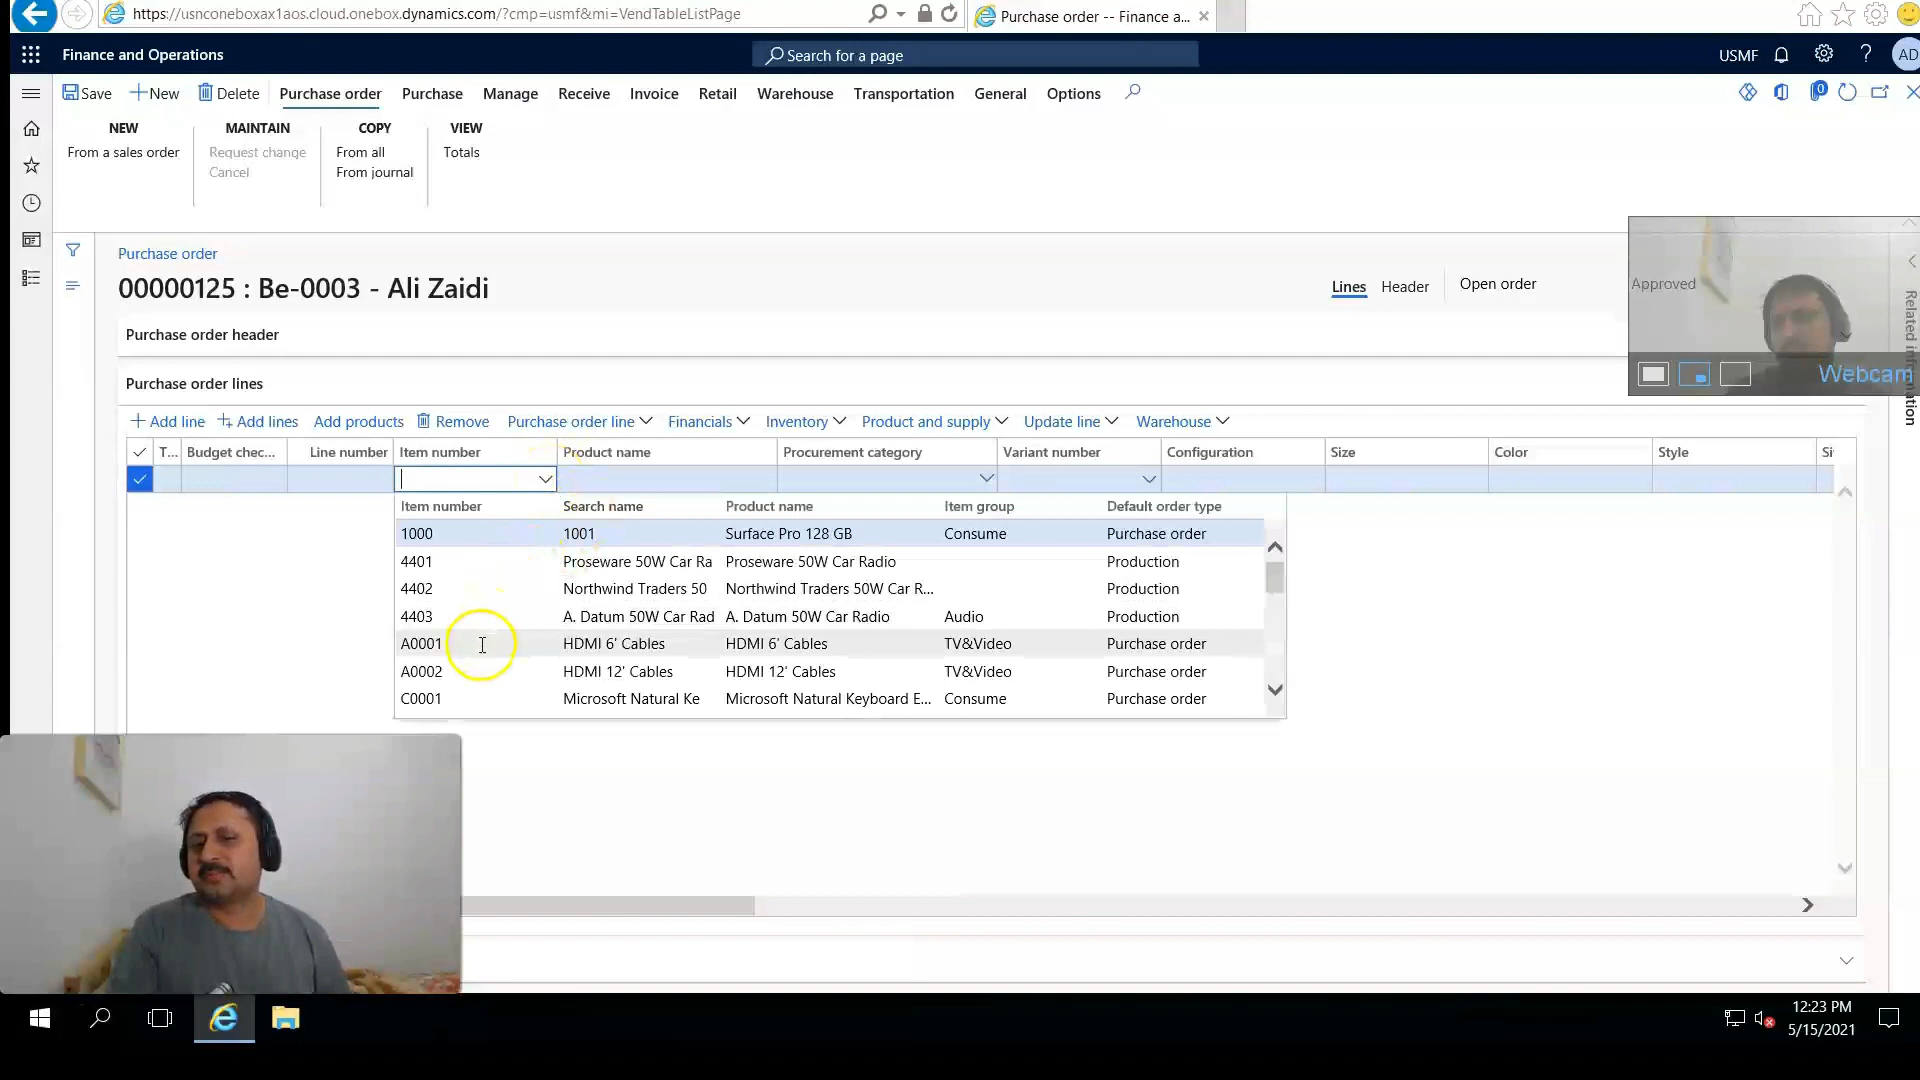 https://usnconeboxax1aos.cloud.onebox.dynamics.com/?cmp=usmf&mi=VendTableListPage
Purchase order -- Finance a...
Finance and Operations
Search for a page
USMF
AD
Save
New
Delete
Purchase order
Purchase
Manage
Receive
Invoice
Retail
Warehouse
Transportation
General
Options
0
NEW
MAINTAIN
COPY
VIEW
From a sales order
Request change
From all
Totals
Cancel
From journal
Purchase order
00000125 : Be-0003 - Ali Zaidi
Lines
Header
Open order
Approved
Related information
Webcam
Purchase order header
Purchase order lines
Add line
Add lines
Add products
Remove
Purchase order line
Financials
Inventory
Product and supply
Update line
Warehouse
T...
Budget chec...
Line number
Item number
Product name
Procurement category
Variant number
Configuration
Size
Color
Style
Si
Item number
Search name
Product name
Item group
Default order type
1000
1001
Surface Pro 128 GB
Consume
Purchase order
4401
Proseware 50W Car Ra
Proseware 50W Car Radio
Production
4402
Northwind Traders 50
Northwind Traders 50W Car R...
Production
4403
A. Datum 50W Car Rad
A. Datum 50W Car Radio
Audio
Production
A0001
HDMI 6' Cables
HDMI 6' Cables
TV&Video
Purchase order
A0002
HDMI 12' Cables
HDMI 12' Cables
TV&Video
Purchase order
C0001
Microsoft Natural Ke
Microsoft Natural Keyboard E...
Consume
Purchase order
12:23 PM
5/15/2021